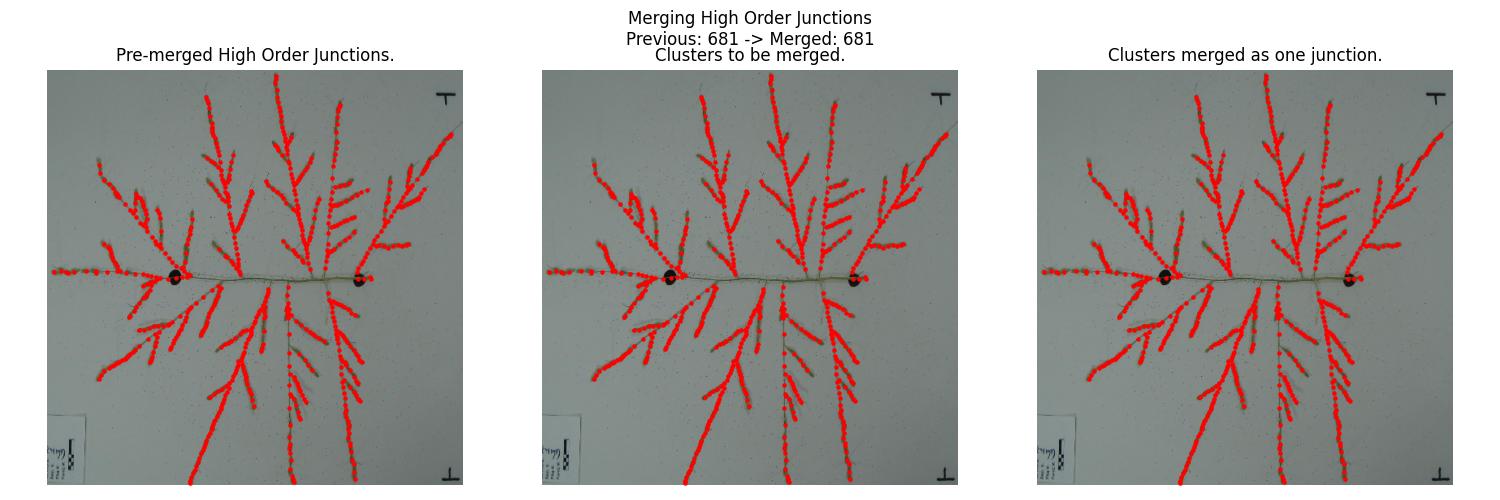 Merging High Order Junctions
Previous: 681 -> Merged: 681
Pre-merged High Order Junctions.
Clusters to be merged.
Clusters merged as one junction.